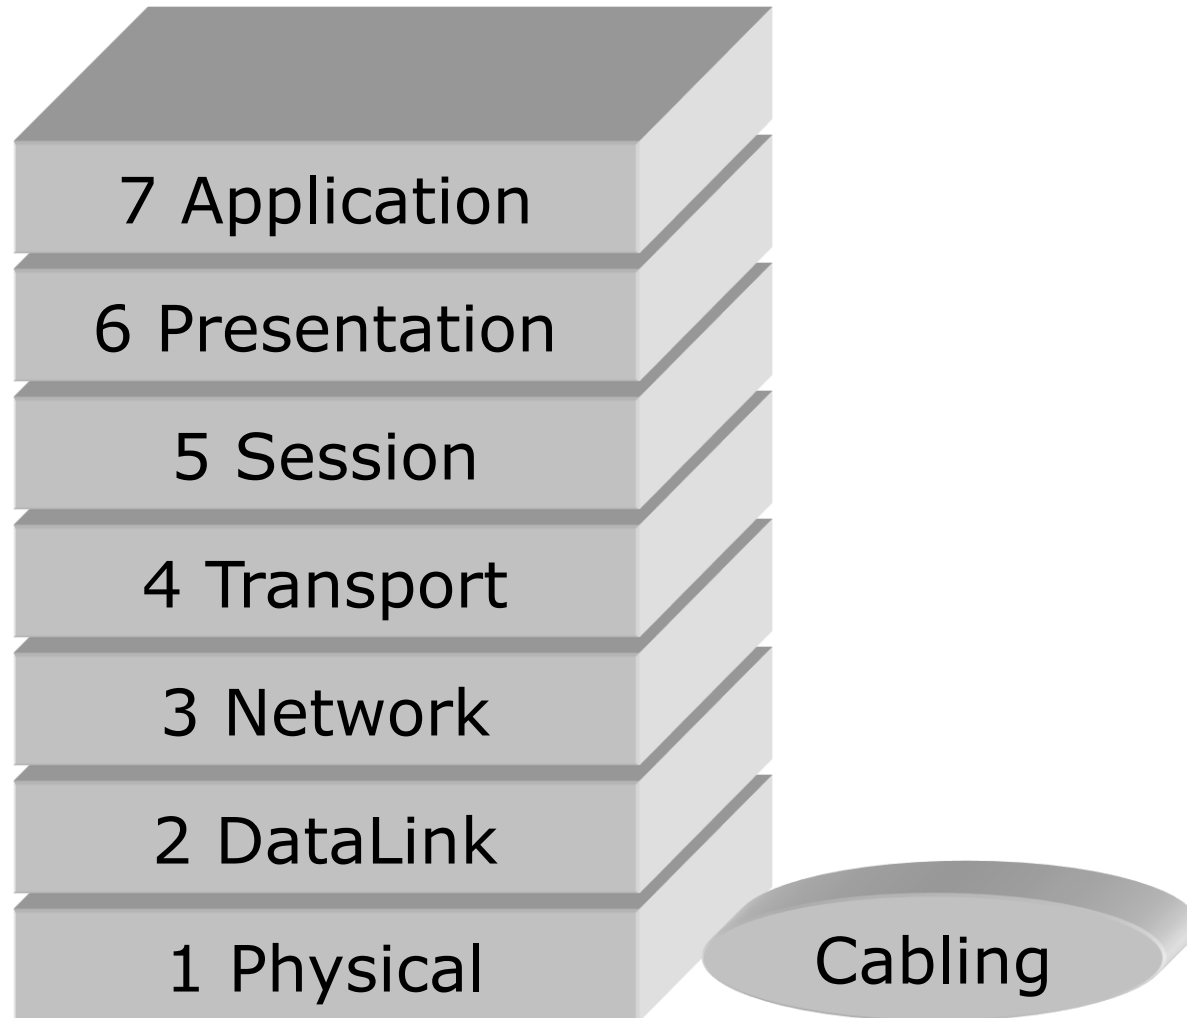 7 Application
6 Presentation
5 Session
4 Transport
3 Network
2 DataLink
1 Physical
Cabling